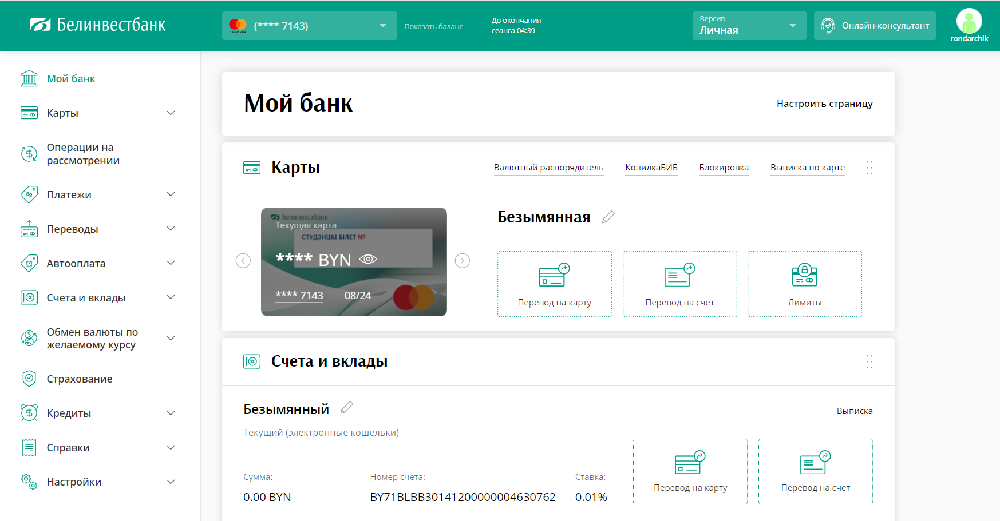 Белинвестбанк
mastercard
(**** 7143)
Показать баланс
До окончания
сеанса 04:39
Версия
Личная
Онлайн-консультант
rondarchik
Мой банк
Карты
Операции на
рассмотрении
Платежи
Переводы
Автооплата
Счета и вклады
Обмен валюты по
желаемому курсу
Страхование
Кредиты
Справки
Настройки
Мой банк
Настроить страницу
Карты
Валютный распорядитель
КопилкаБИБ
Блокировка
Выписка по карте
Белинвестбанк
Текущая карта
СТУДЭНЦКІ БІЛЕТ №
**** BYN
**** 7143
08/24
Безымянная
Перевод на карту
Перевод на счет
Лимиты
Счета и вклады
Безымянный
Выписка
Текущий (электронные кошельки)
Сумма:
0.00 BYN
Номер счета:
BY71BLBB30141200000004630762
Ставка:
0.01%
Перевод на карту
Перевод на счет